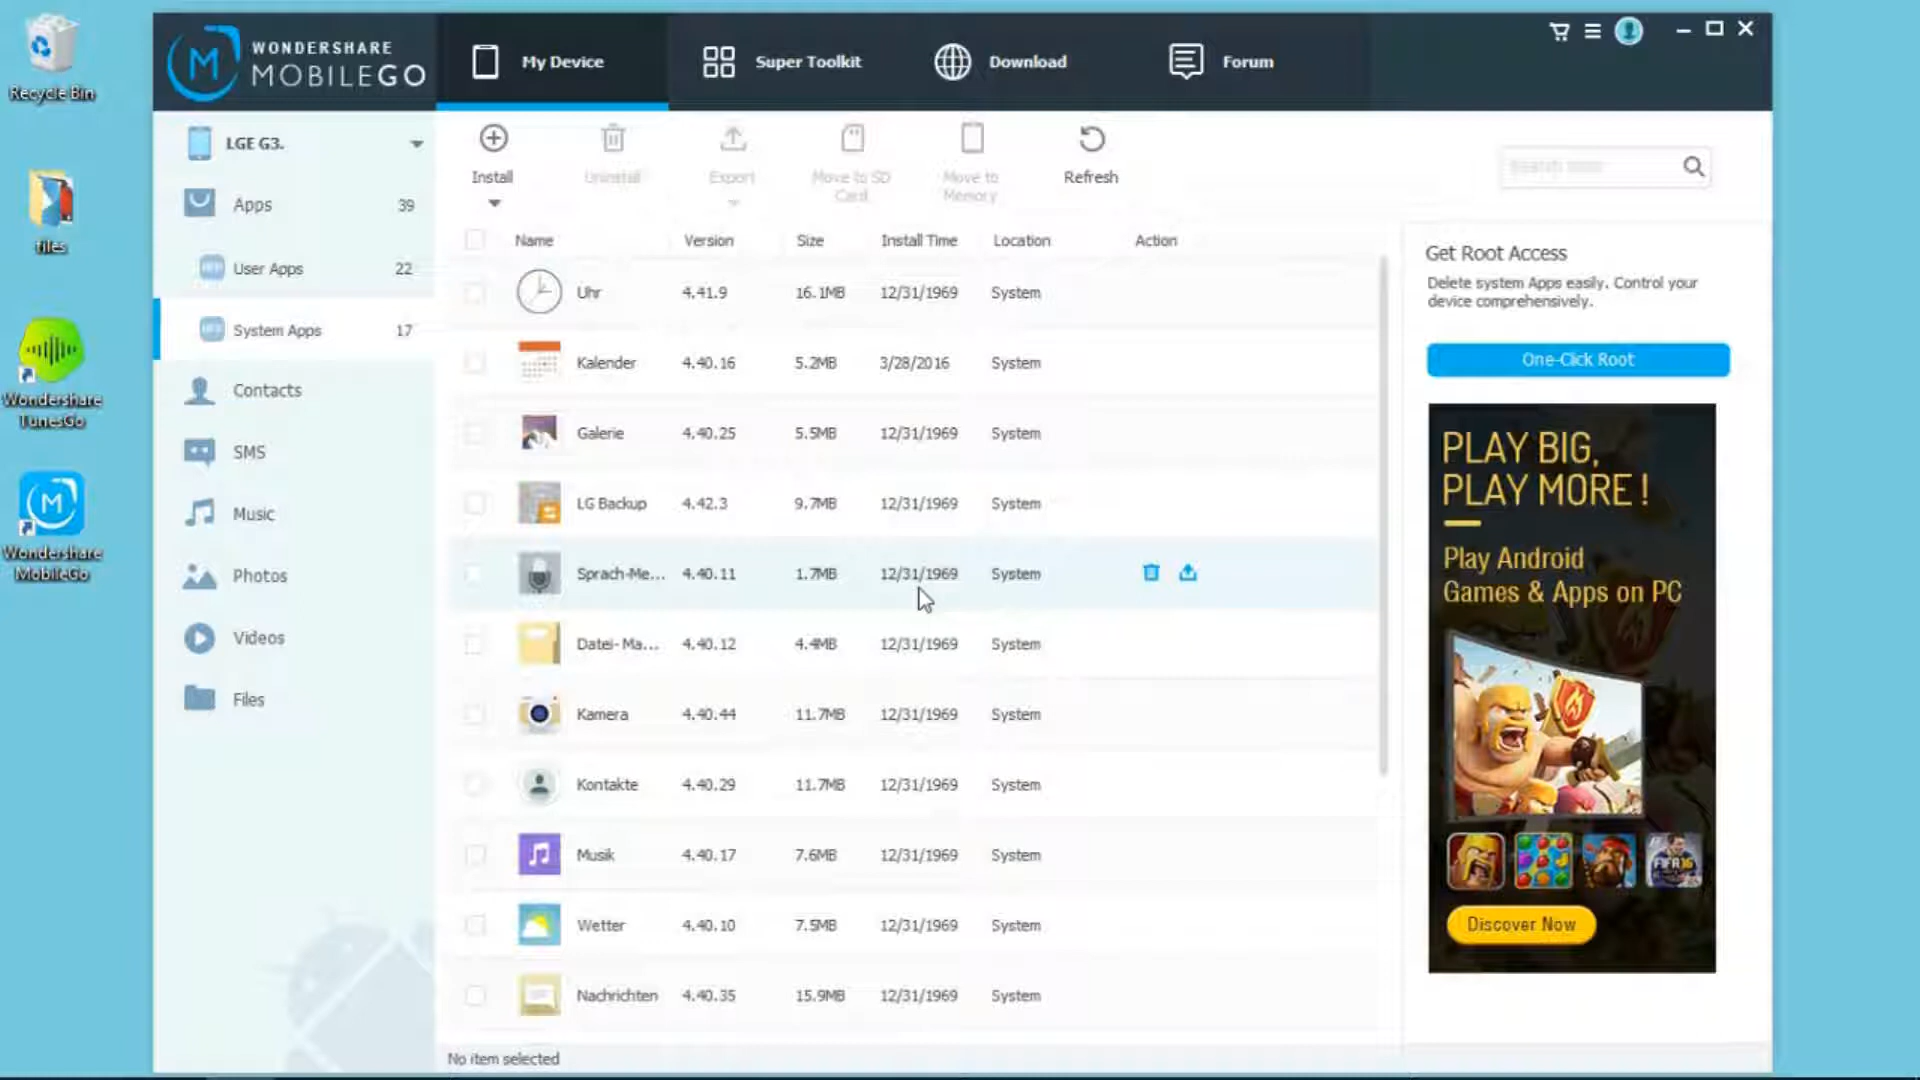 Recycle Bin
files
Wondershare
TunesGo
Wondershare
MobileGo
WONDERSHARE
MOBILEGO
My Device
Super Toolkit
Download
Forum
LGE G3.
Apps 39
User Apps 22
System Apps 17
Contacts
SMS
Music
Photos
Videos
Files
Install
Uninstall
Export
Move to SD
Card
Move to
Memory
Refresh
Name Version Size Install Time Location Action
Uhr 4.41.9 16.1MB 12/31/1969 System
Kalender 4.40.16 5.2MB 3/28/2016 System
Galerie 4.40.25 5.5MB 12/31/1969 System
LG Backup 4.42.3 9.7MB 12/31/1969 System
Sprach-Me... 4.40.11 1.7MB 12/31/1969 System
Datei- Ma... 4.40.12 4.4MB 12/31/1969 System
Kamera 4.40.44 11.7MB 12/31/1969 System
Kontakte 4.40.29 11.7MB 12/31/1969 System
Musik 4.40.17 7.6MB 12/31/1969 System
Wetter 4.40.10 7.5MB 12/31/1969 System
Nachrichten 4.40.35 15.9MB 12/31/1969 System
No item selected
Get Root Access
Delete system Apps easily. Control your
device comprehensively.
One-Click Root
PLAY BIG,
PLAY MORE !
Play Android
Games & Apps on PC
FIFA16
Discover Now